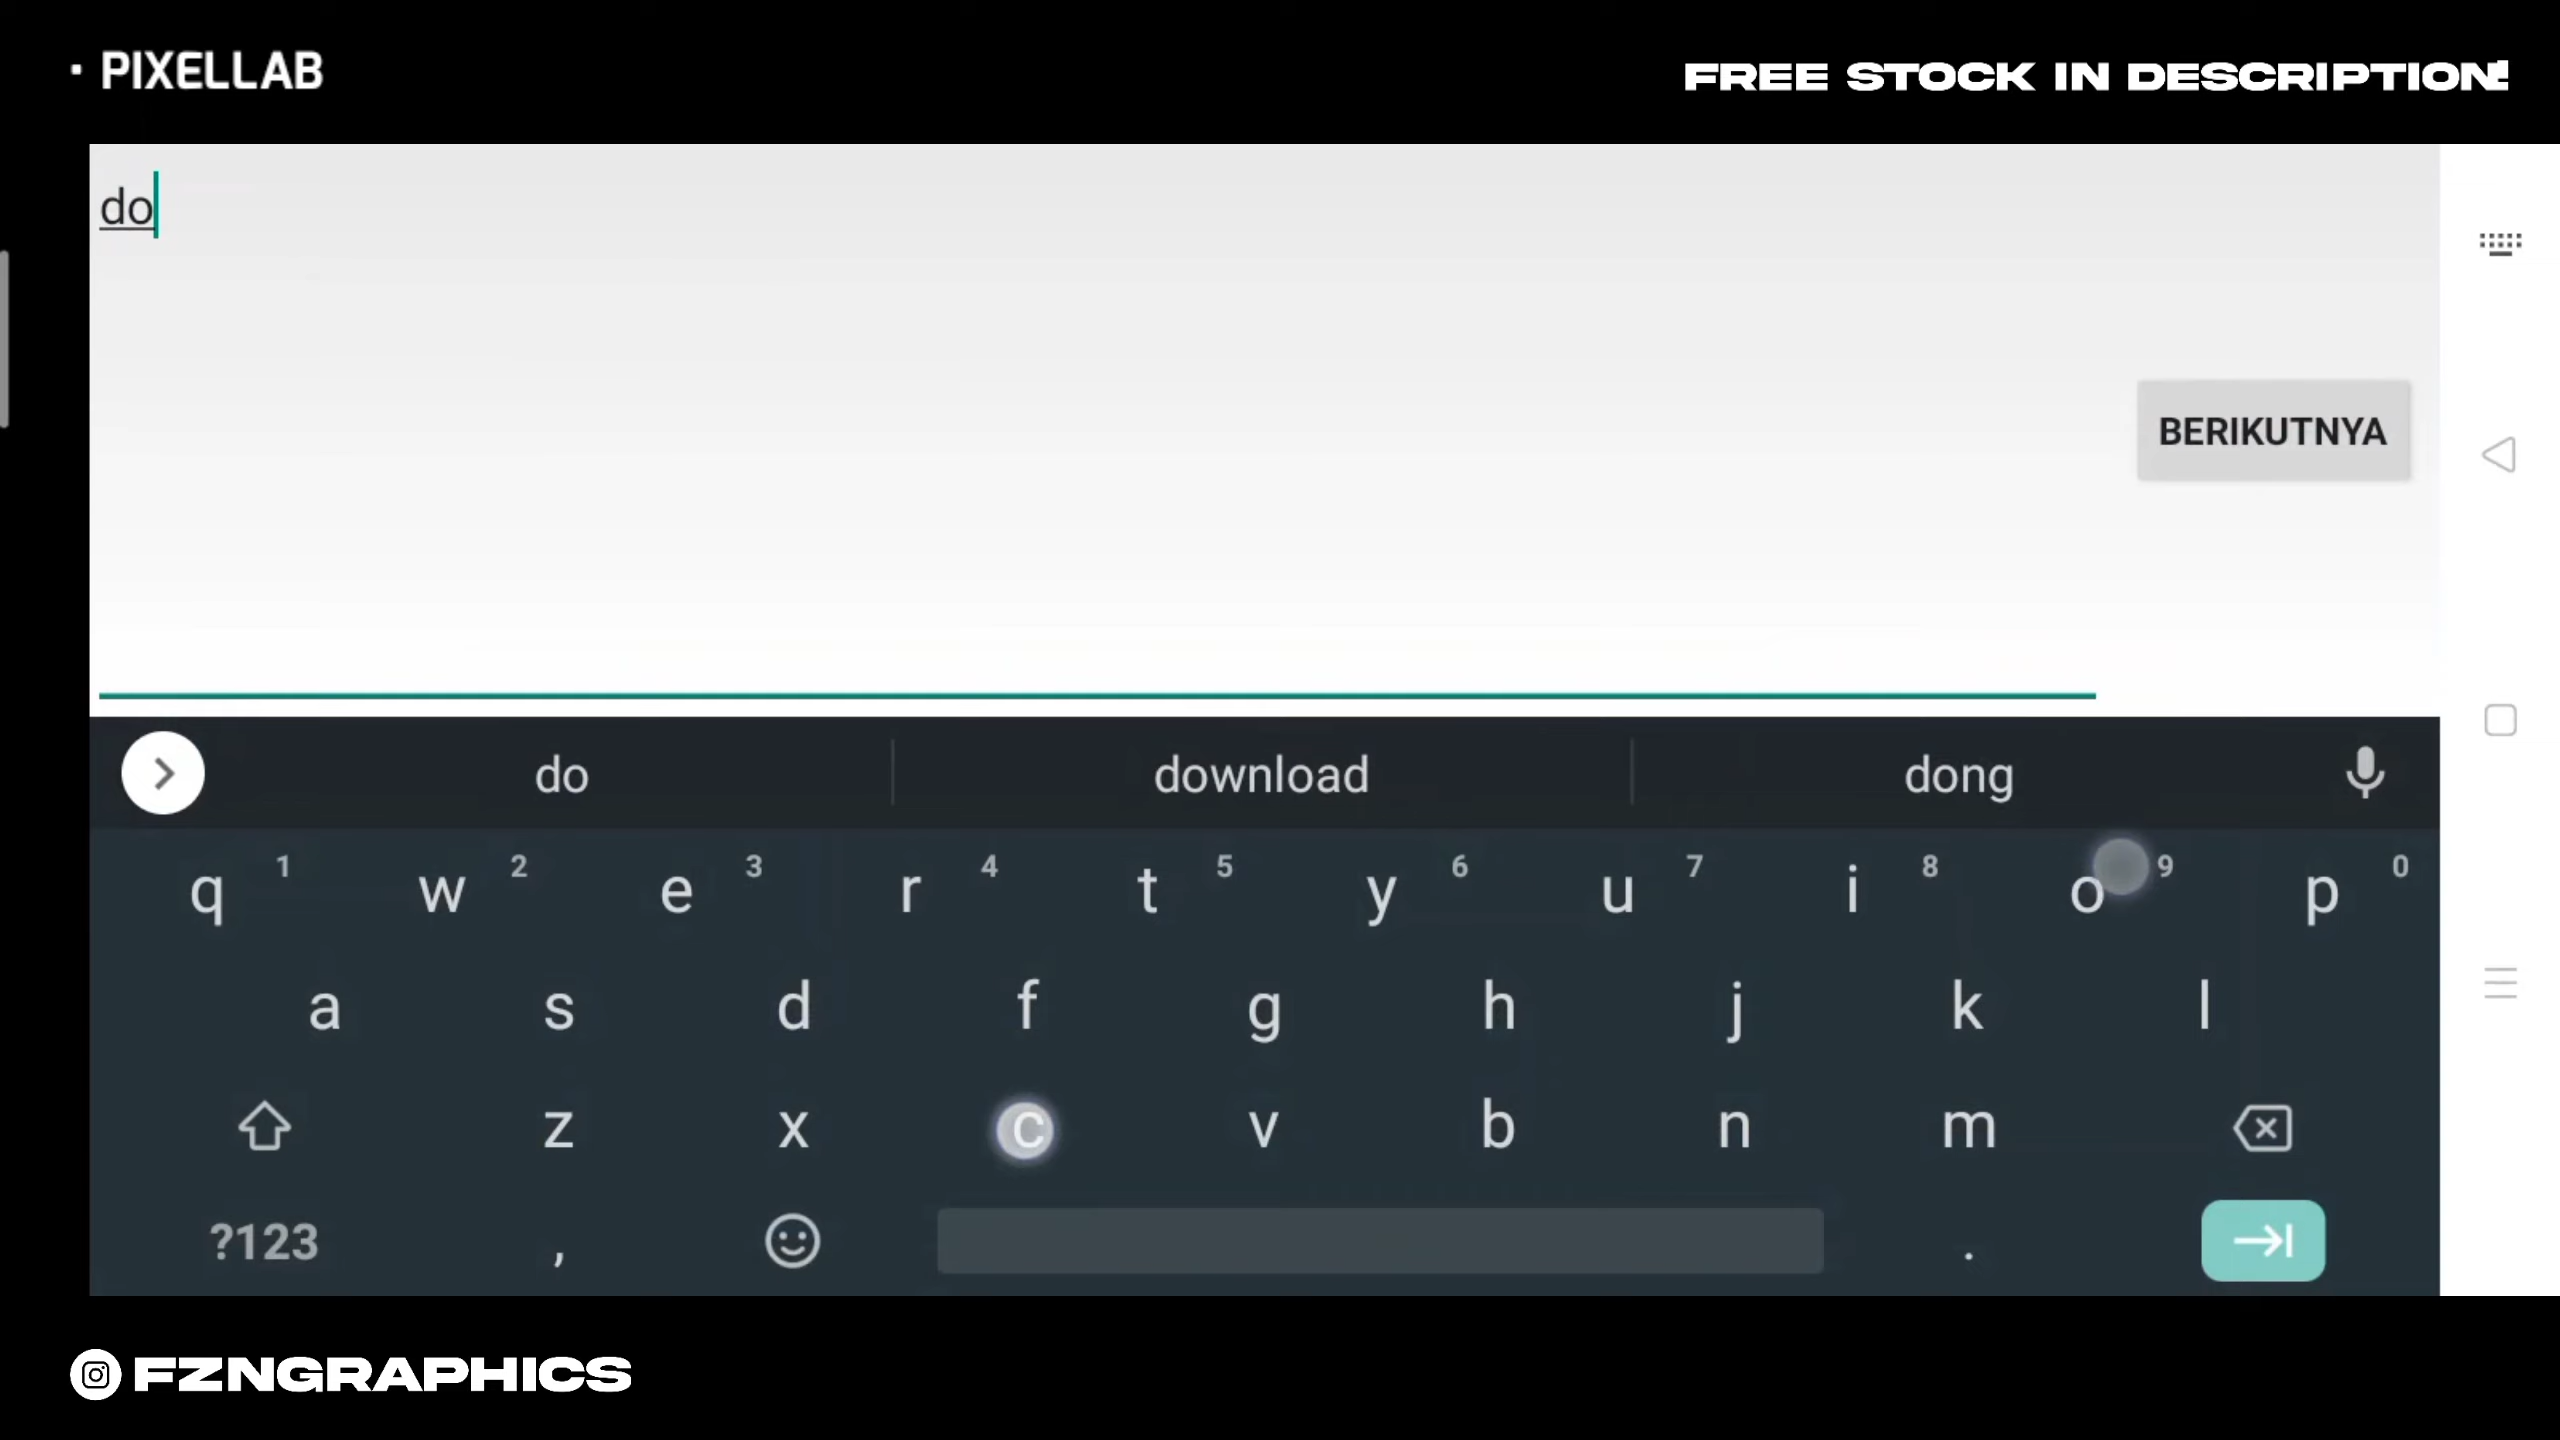 · PIXELLAB
FREE STOCK IN DESCRIPTION!
do
BERIKUTNYA
do download dong
q 1 w 2 e 3 r 4 t 5 y 6 u 7 i 8 o 9 p 0
a s d f g h j k l
z x c v b n m
?123 , .
FZNGRAPHICS